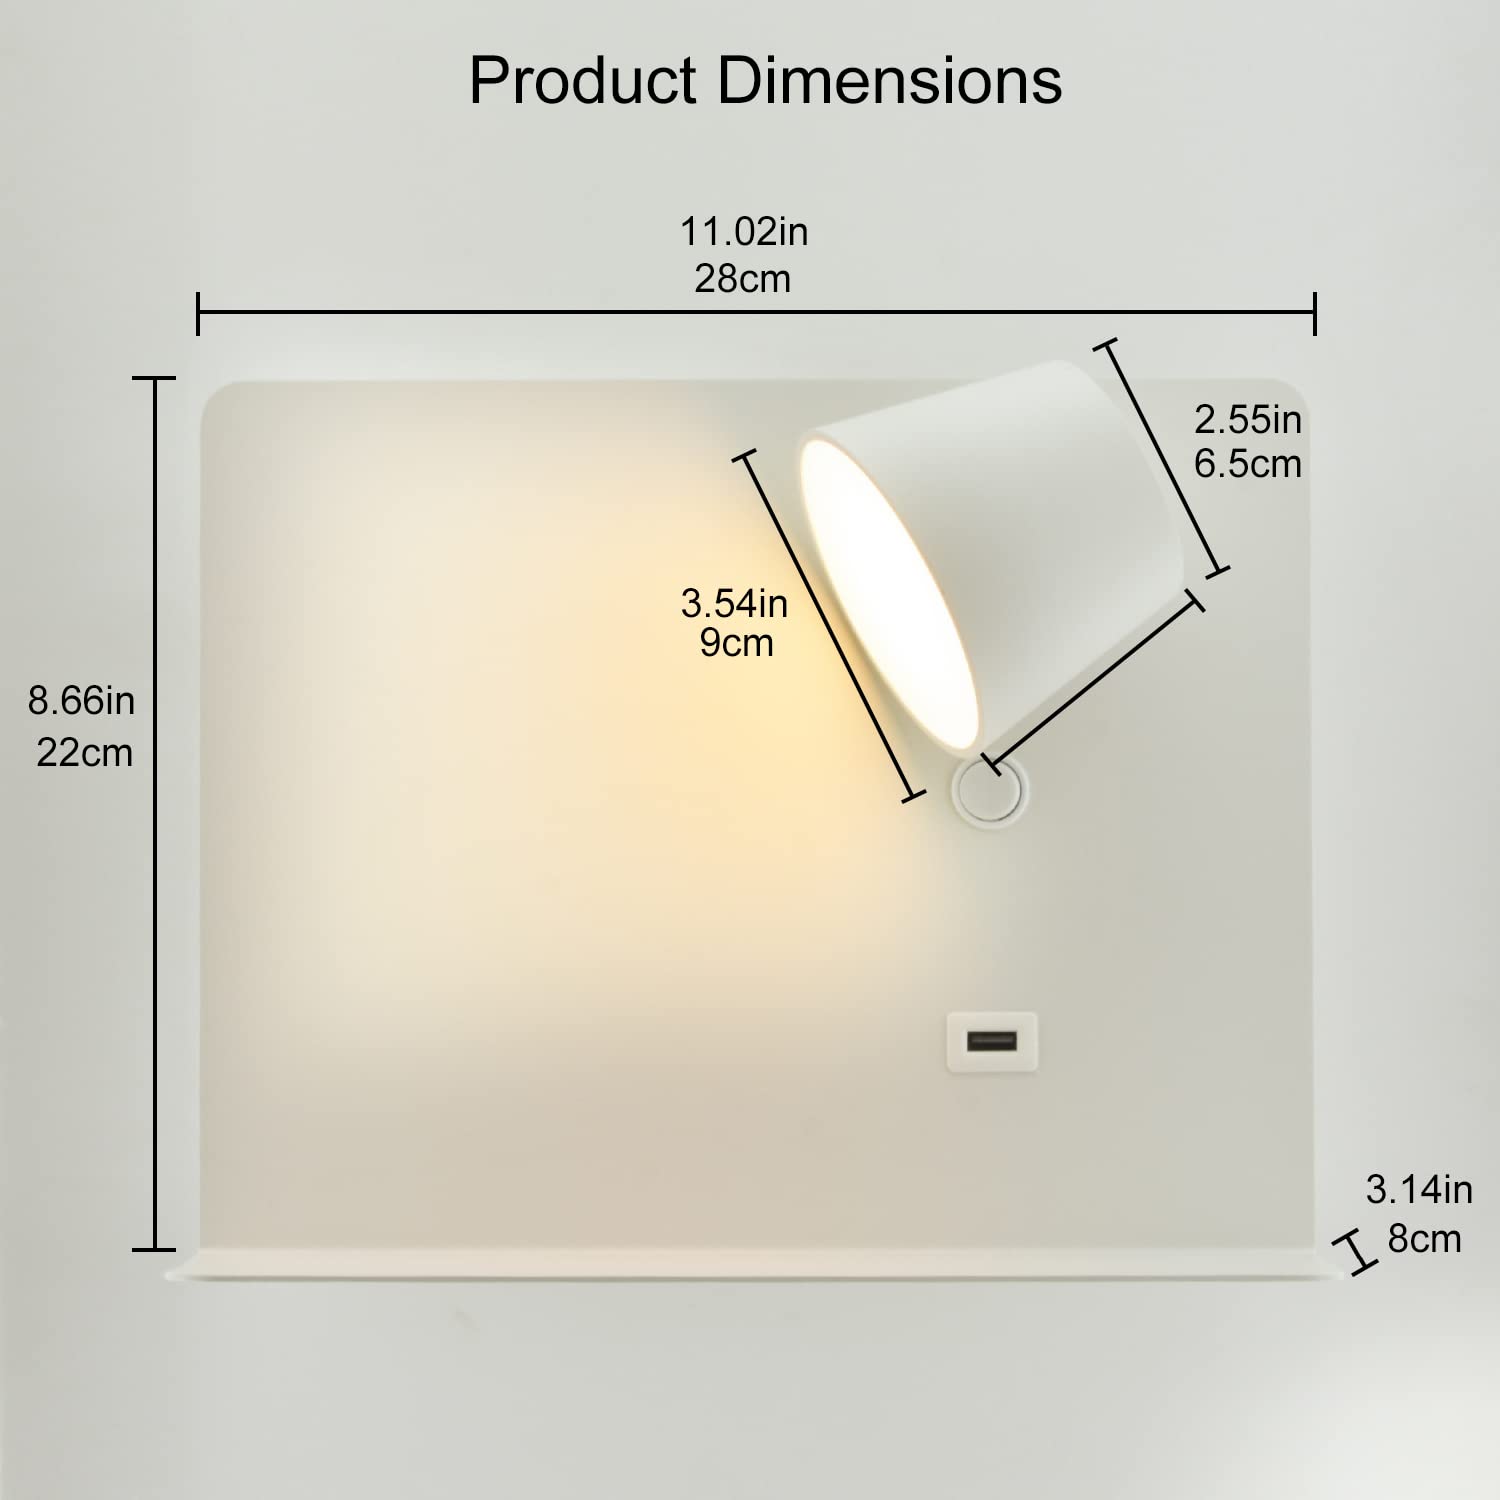 Product Dimensions
11.02in
28cm
2.55in
6.5cm
3.54in
9cm
8.66in
22cm
3.14in
8cm